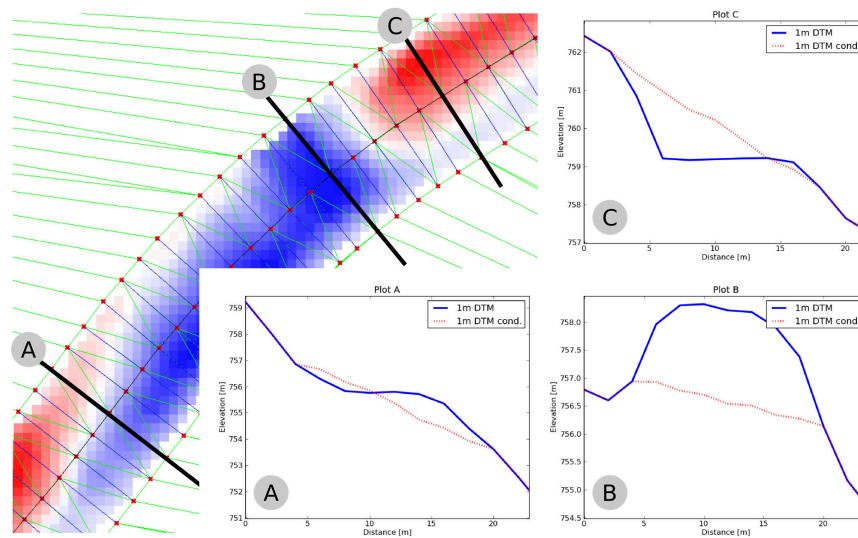 A
B
C
Plot C
1m DTM
1m DTM cond.
Elevation [m]
762
761
760
759
758
757
0 5 10 15 20
Distance [m]
C
Plot A
1m DTM
1m DTM cond.
Elevation [m]
759
758
757
756
755
754
753
752
751
0 5 10 15 20
Distance [m]
A
Plot B
1m DTM
1m DTM cond.
Elevation [m]
758.0
757.5
757.0
756.5
756.0
755.5
755.0
754.5
0 5 10 15 20
Distance [m]
B